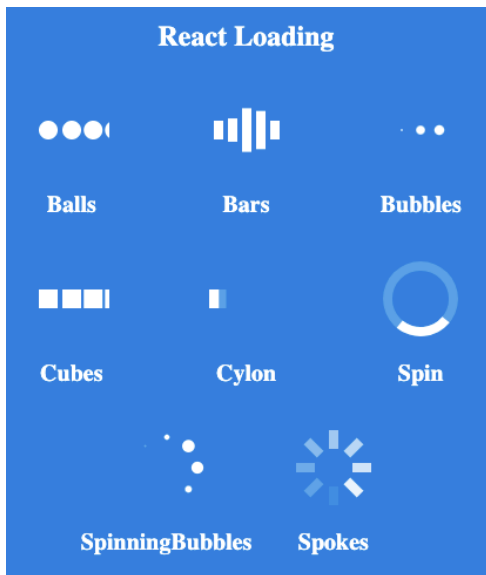 React Loading
Balls Bars Bubbles
Cubes Cylon Spin
SpinningBubbles Spokes